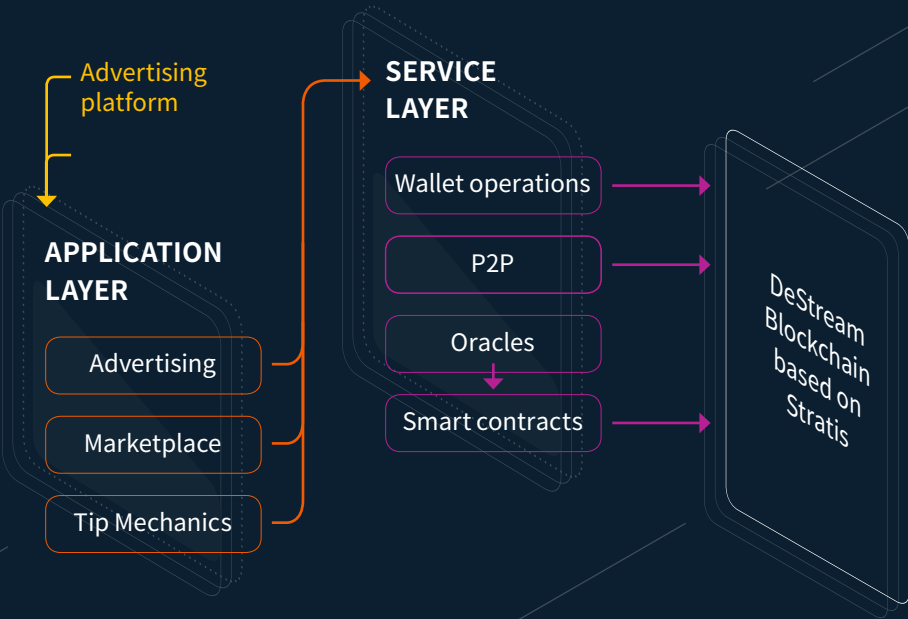 Advertising
platform
APPLICATION
LAYER
Advertising
Marketplace
Tip Mechanics
SERVICE
LAYER
Wallet operations
P2P
Oracles
Smart contracts
DeStream
Blockchain
based on
Stratis